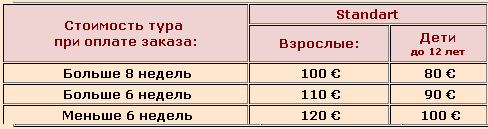 Стоимость тура
при оплате заказа:
Standart
Взрослые:
Дети
до 12 лет
Больше 8 недель 100 € 80 €
Больше 6 недель 110 € 90 €
Меньше 6 недель 120 € 100 €